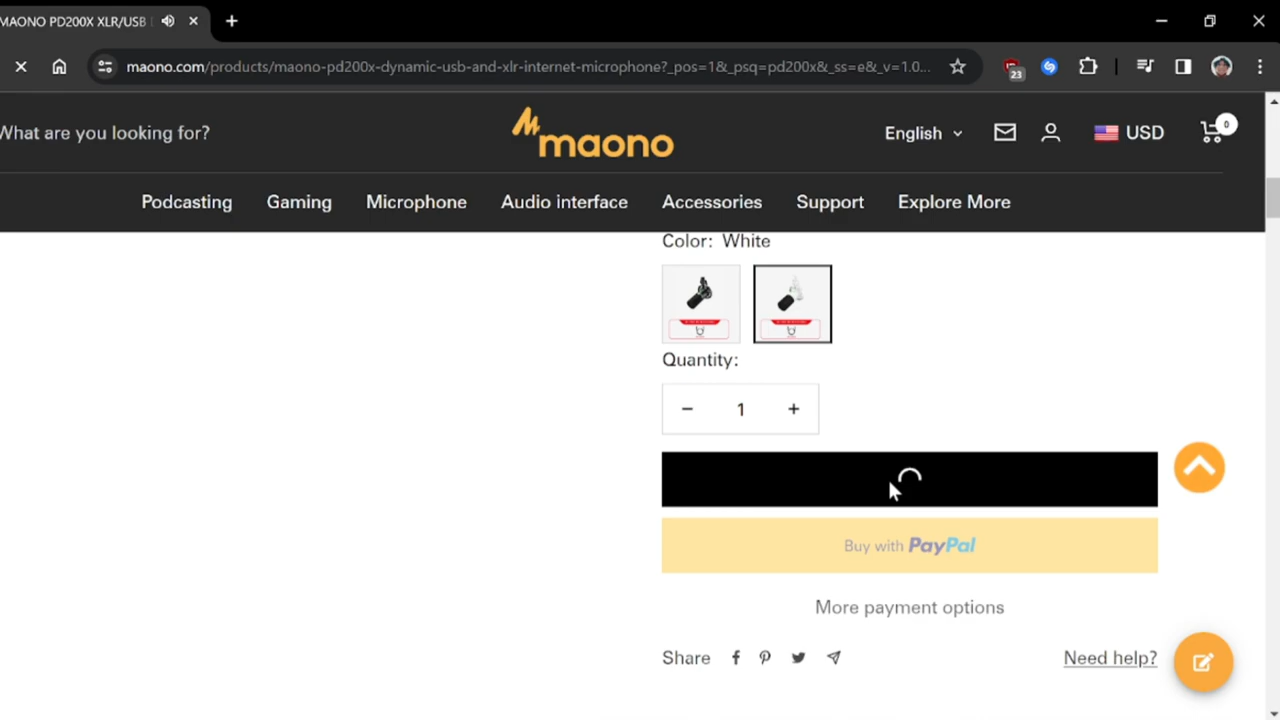 MAONO PD200X XLR/USB
23
maono.com/products/maono-pd200x-dynamic-usb-and-xlr-internet-microphone?_pos=1&_psq=pd200x&_ss=e&_v=1.0...
What are you looking for?
maono
English
USD
0
Podcasting Gaming Microphone Audio interface Accessories Support Explore More
Color: White
Quantity:
− 1 +
Buy with PayPal
More payment options
Share
Need help?